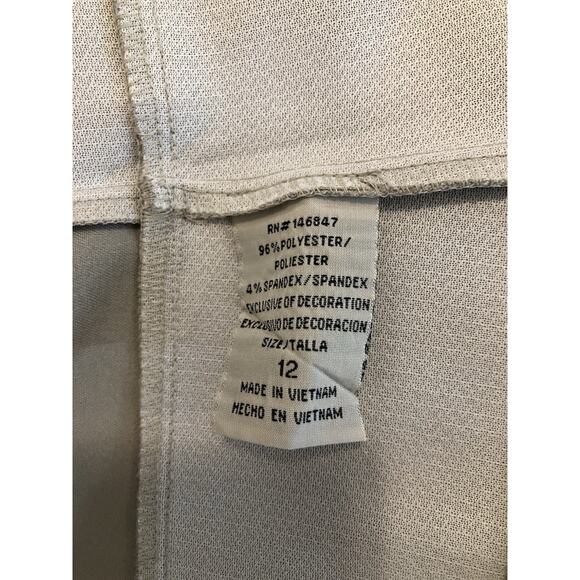 RN#146847
96%POLYESTER/
POLIESTER
4%SPANDEX/SPANDEX
EXCLUSIVE OF DECORATION
EXCLUSIVO DE DECORACION
SIZE/TALLA
12
MADE IN VIETNAM
HECHO EN VIETNAM